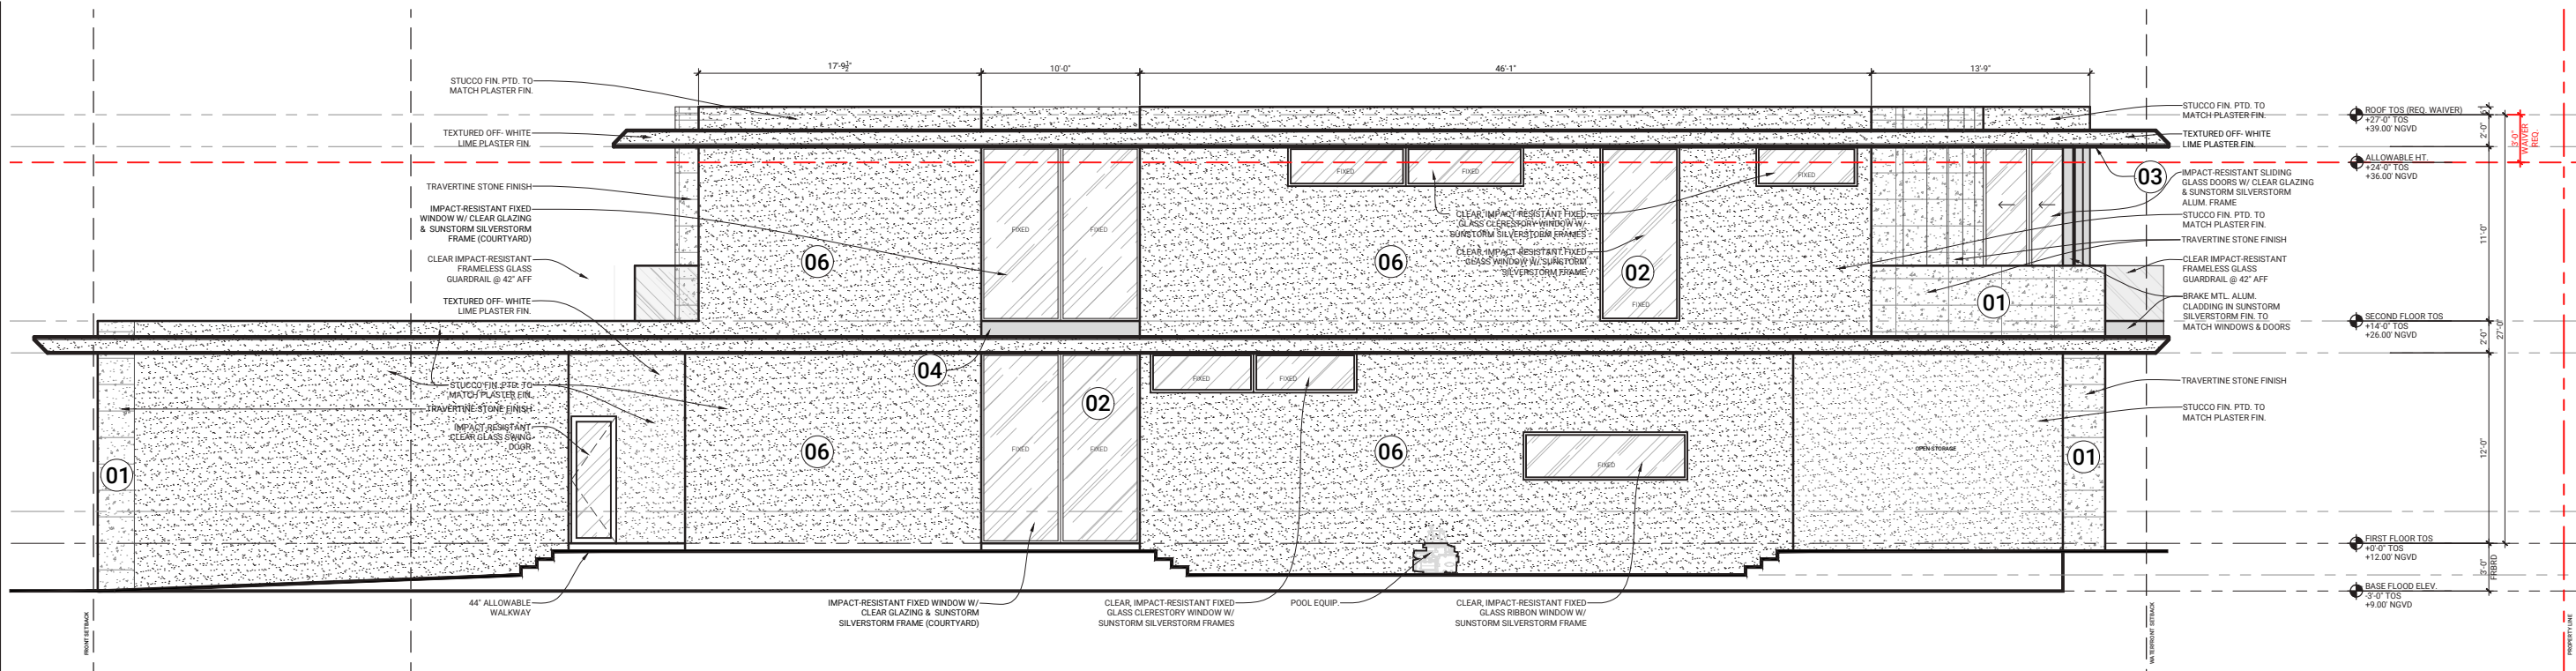 17'-9½"
10'-0"
46'-1"
13'-9"
STUCCO FIN. PTD. TO
MATCH PLASTER FIN.
TEXTURED OFF- WHITE
LIME PLASTER FIN.
TRAVERTINE STONE FINISH
IMPACT-RESISTANT FIXED
WINDOW W/ CLEAR GLAZING
& SUNSTORM SILVERSTORM
FRAME (COURTYARD)
CLEAR IMPACT-RESISTANT
FRAMELESS GLASS
GUARDRAIL @ 42" AFF
TEXTURED OFF- WHITE
LIME PLASTER FIN.
STUCCO FIN. PTD. TO
MATCH PLASTER FIN.
TRAVERTINE STONE FINISH
IMPACT-RESISTANT
CLEAR GLASS SWING
DOOR
01
06
06
04
FIXED
FIXED
FIXED
FIXED
02
FIXED
FIXED
FIXED
CLEAR, IMPACT-RESISTANT FIXED
GLASS CLERESTORY WINDOW W/
SUNSTORM SILVERSTORM FRAMES
CLEAR, IMPACT-RESISTANT FIXED
GLASS WINDOW W/ SUNSTORM
SILVERSTORM FRAME
06
02
FIXED
01
FIXED
FIXED
06
FIXED
OPEN STORAGE
01
03
STUCCO FIN. PTD. TO
MATCH PLASTER FIN.
TEXTURED OFF- WHITE
LIME PLASTER FIN.
IMPACT-RESISTANT SLIDING
GLASS DOORS W/ CLEAR GLAZING
& SUNSTORM SILVERSTORM
ALUM. FRAME
STUCCO FIN. PTD. TO
MATCH PLASTER FIN.
TRAVERTINE STONE FINISH
CLEAR IMPACT-RESISTANT
FRAMELESS GLASS
GUARDRAIL @ 42" AFF
BRAKE MTL. ALUM.
CLADDING IN SUNSTORM
SILVERSTORM FIN. TO
MATCH WINDOWS & DOORS
TRAVERTINE STONE FINISH
STUCCO FIN. PTD. TO
MATCH PLASTER FIN.
ROOF TOS (REQ. WAIVER)
+27'-0" TOS
+39.00' NGVD
ALLOWABLE HT.
+24'-0" TOS
+36.00' NGVD
SECOND FLOOR TOS
+14'-0" TOS
+26.00' NGVD
FIRST FLOOR TOS
+0'-0" TOS
+12.00' NGVD
BASE FLOOD ELEV.
-3'-0" TOS
+9.00' NGVD
6"
2'-0"
11'-0"
2'-0"
12'-0"
3'-0"
FRBRD
27'-0"
3'-0"
WAIVER
REQ.
44" ALLOWABLE
WALKWAY
IMPACT-RESISTANT FIXED WINDOW W/
CLEAR GLAZING & SUNSTORM
SILVERSTORM FRAME (COURTYARD)
CLEAR, IMPACT-RESISTANT FIXED
GLASS CLERESTORY WINDOW W/
SUNSTORM SILVERSTORM FRAMES
POOL EQUIP.
CLEAR, IMPACT-RESISTANT FIXED
GLASS RIBBON WINDOW W/
SUNSTORM SILVERSTORM FRAME
FRONT SETBACK
WATERFRONT SETBACK
PROPERTY LINE